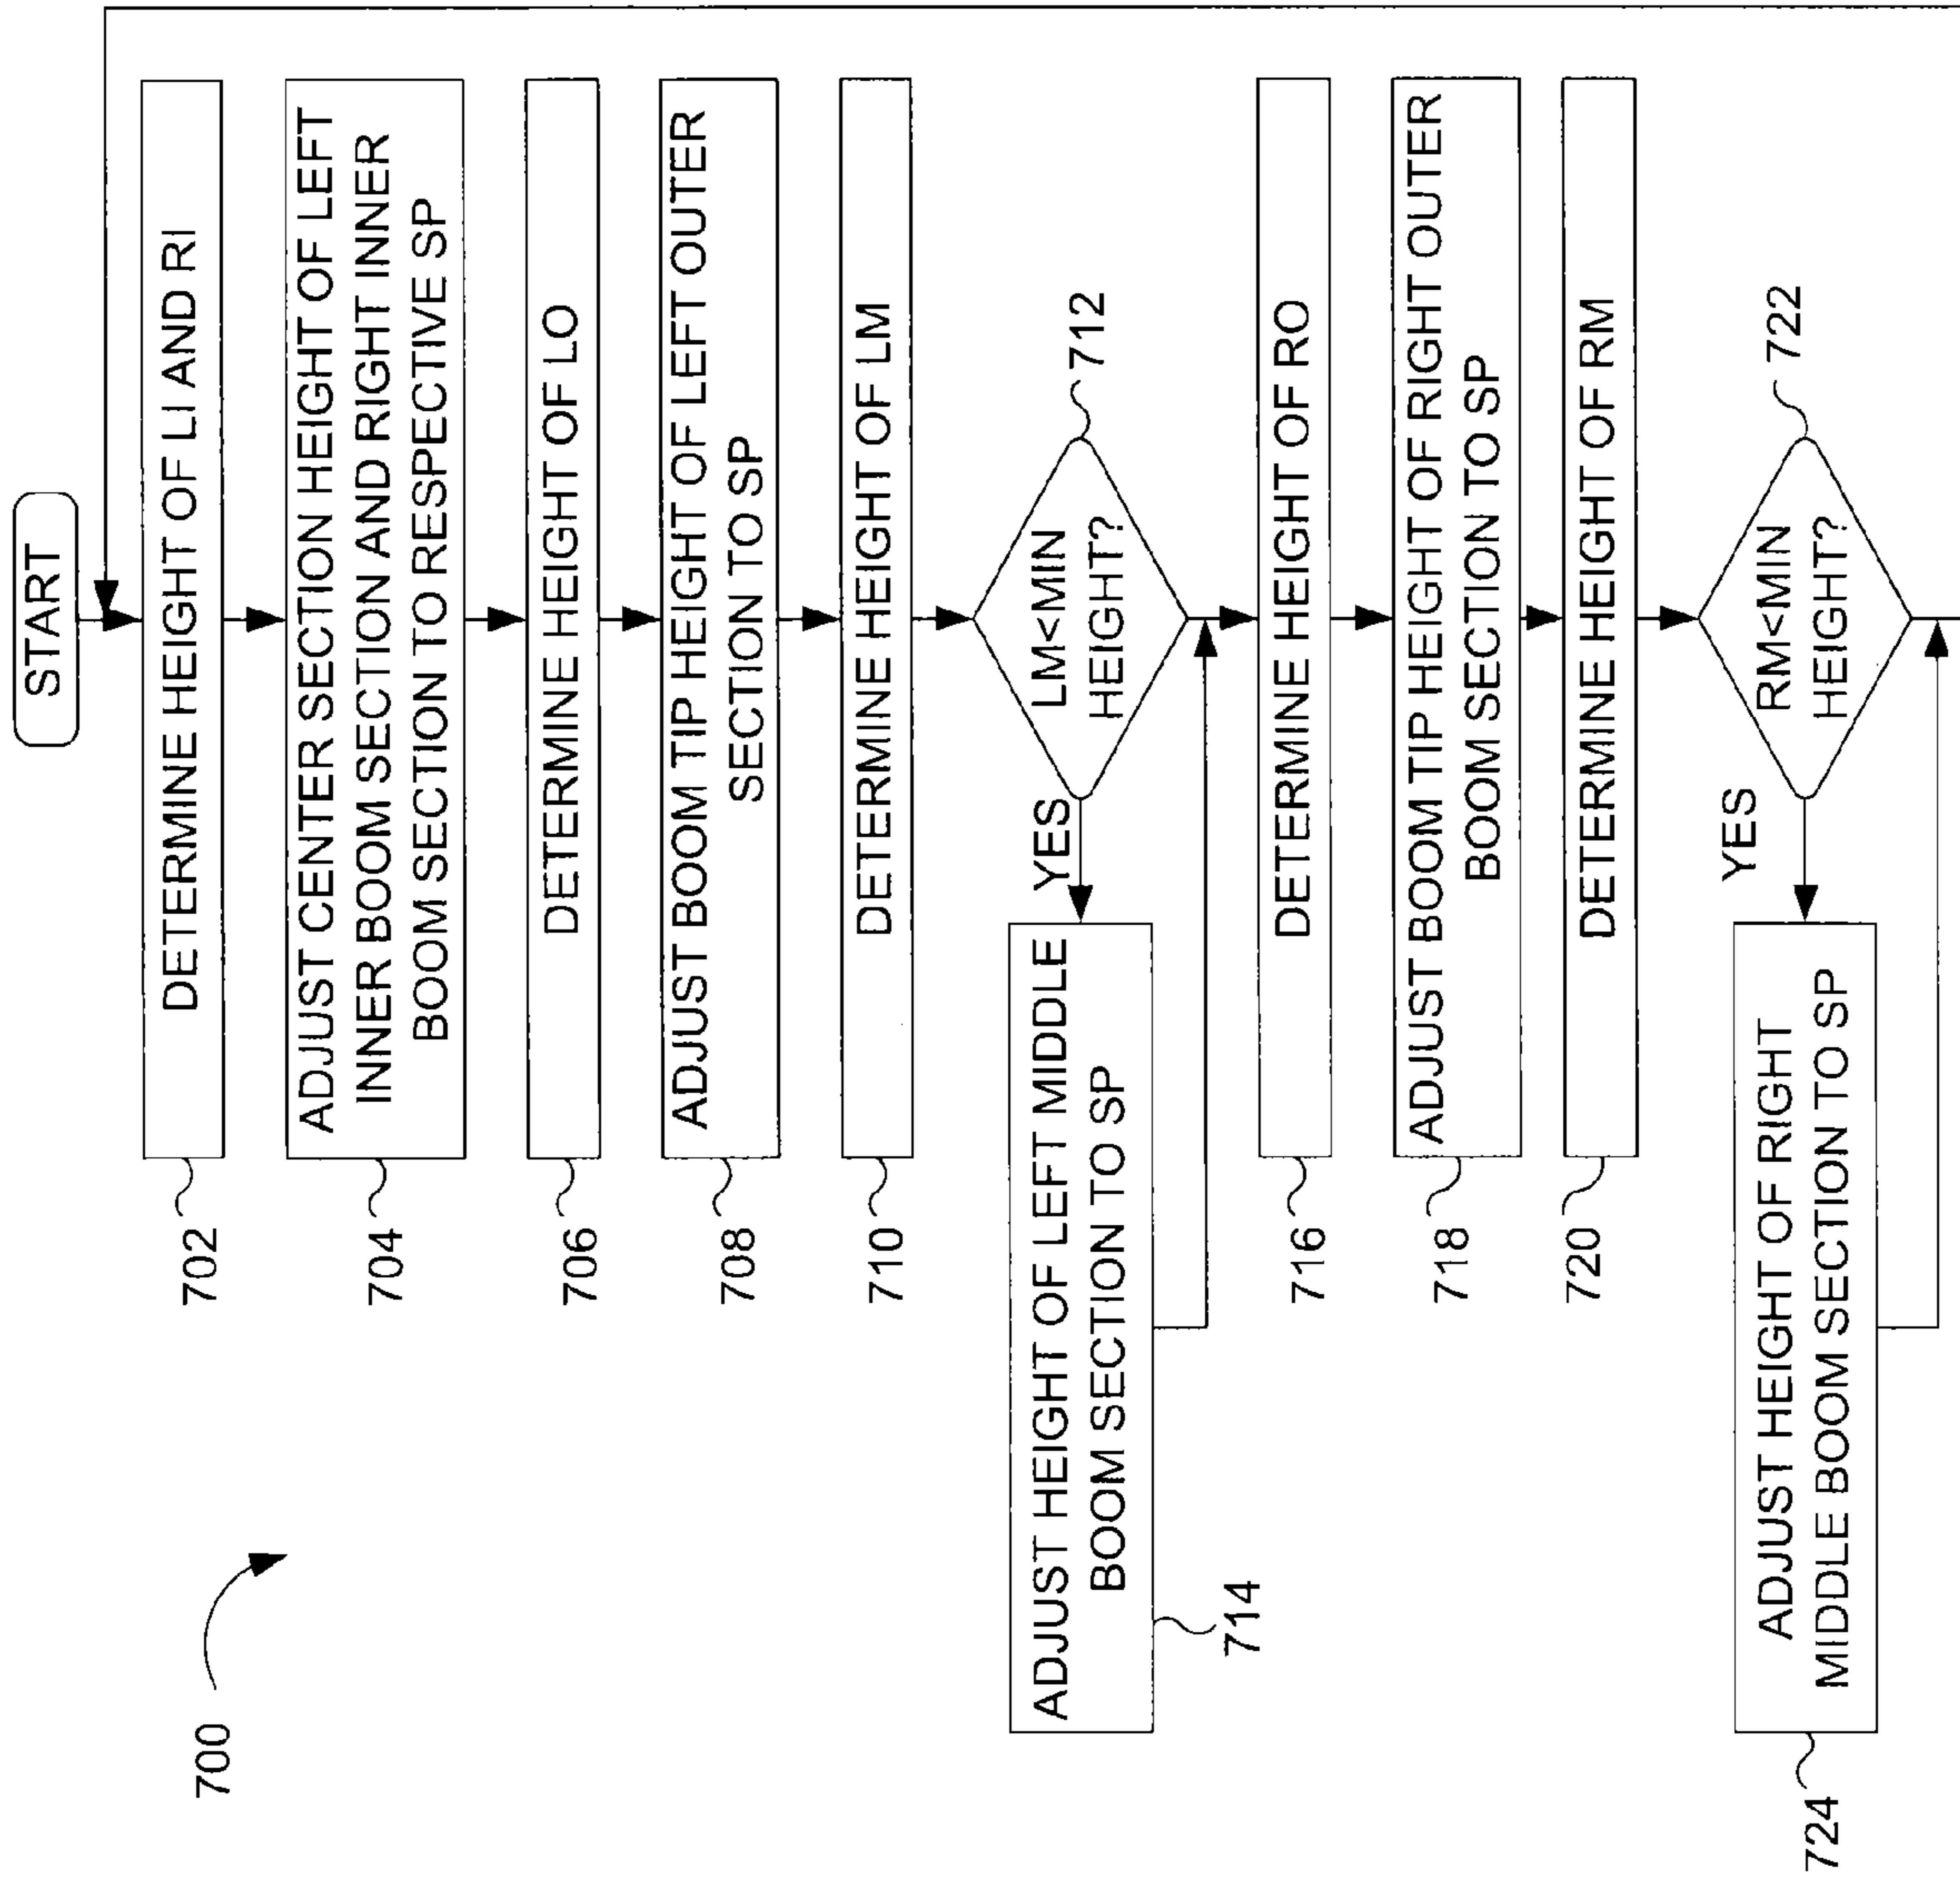 700
START
702
DETERMINE HEIGHT OF LI AND RI
704
ADJUST CENTER SECTION HEIGHT OF LEFT
INNER BOOM SECTION AND RIGHT INNER
BOOM SECTION TO RESPECTIVE SP
706
DETERMINE HEIGHT OF LO
708
ADJUST BOOM TIP HEIGHT OF LEFT OUTER
SECTION TO SP
710
DETERMINE HEIGHT OF LM
712
LM<MIN
HEIGHT?
YES
714
ADJUST HEIGHT OF LEFT MIDDLE
BOOM SECTION TO SP
716
DETERMINE HEIGHT RO
718
ADJUST BOOM TIP HEIGHT OF RIGHT OUTER
BOOM SECTION TO SP
720
DETERMINE HEIGHT OF RM
722
RM<MIN
HEIGHT?
YES
724
ADJUST HEIGHT OF RIGHT
MIDDLE BOOM SECTION TO SP